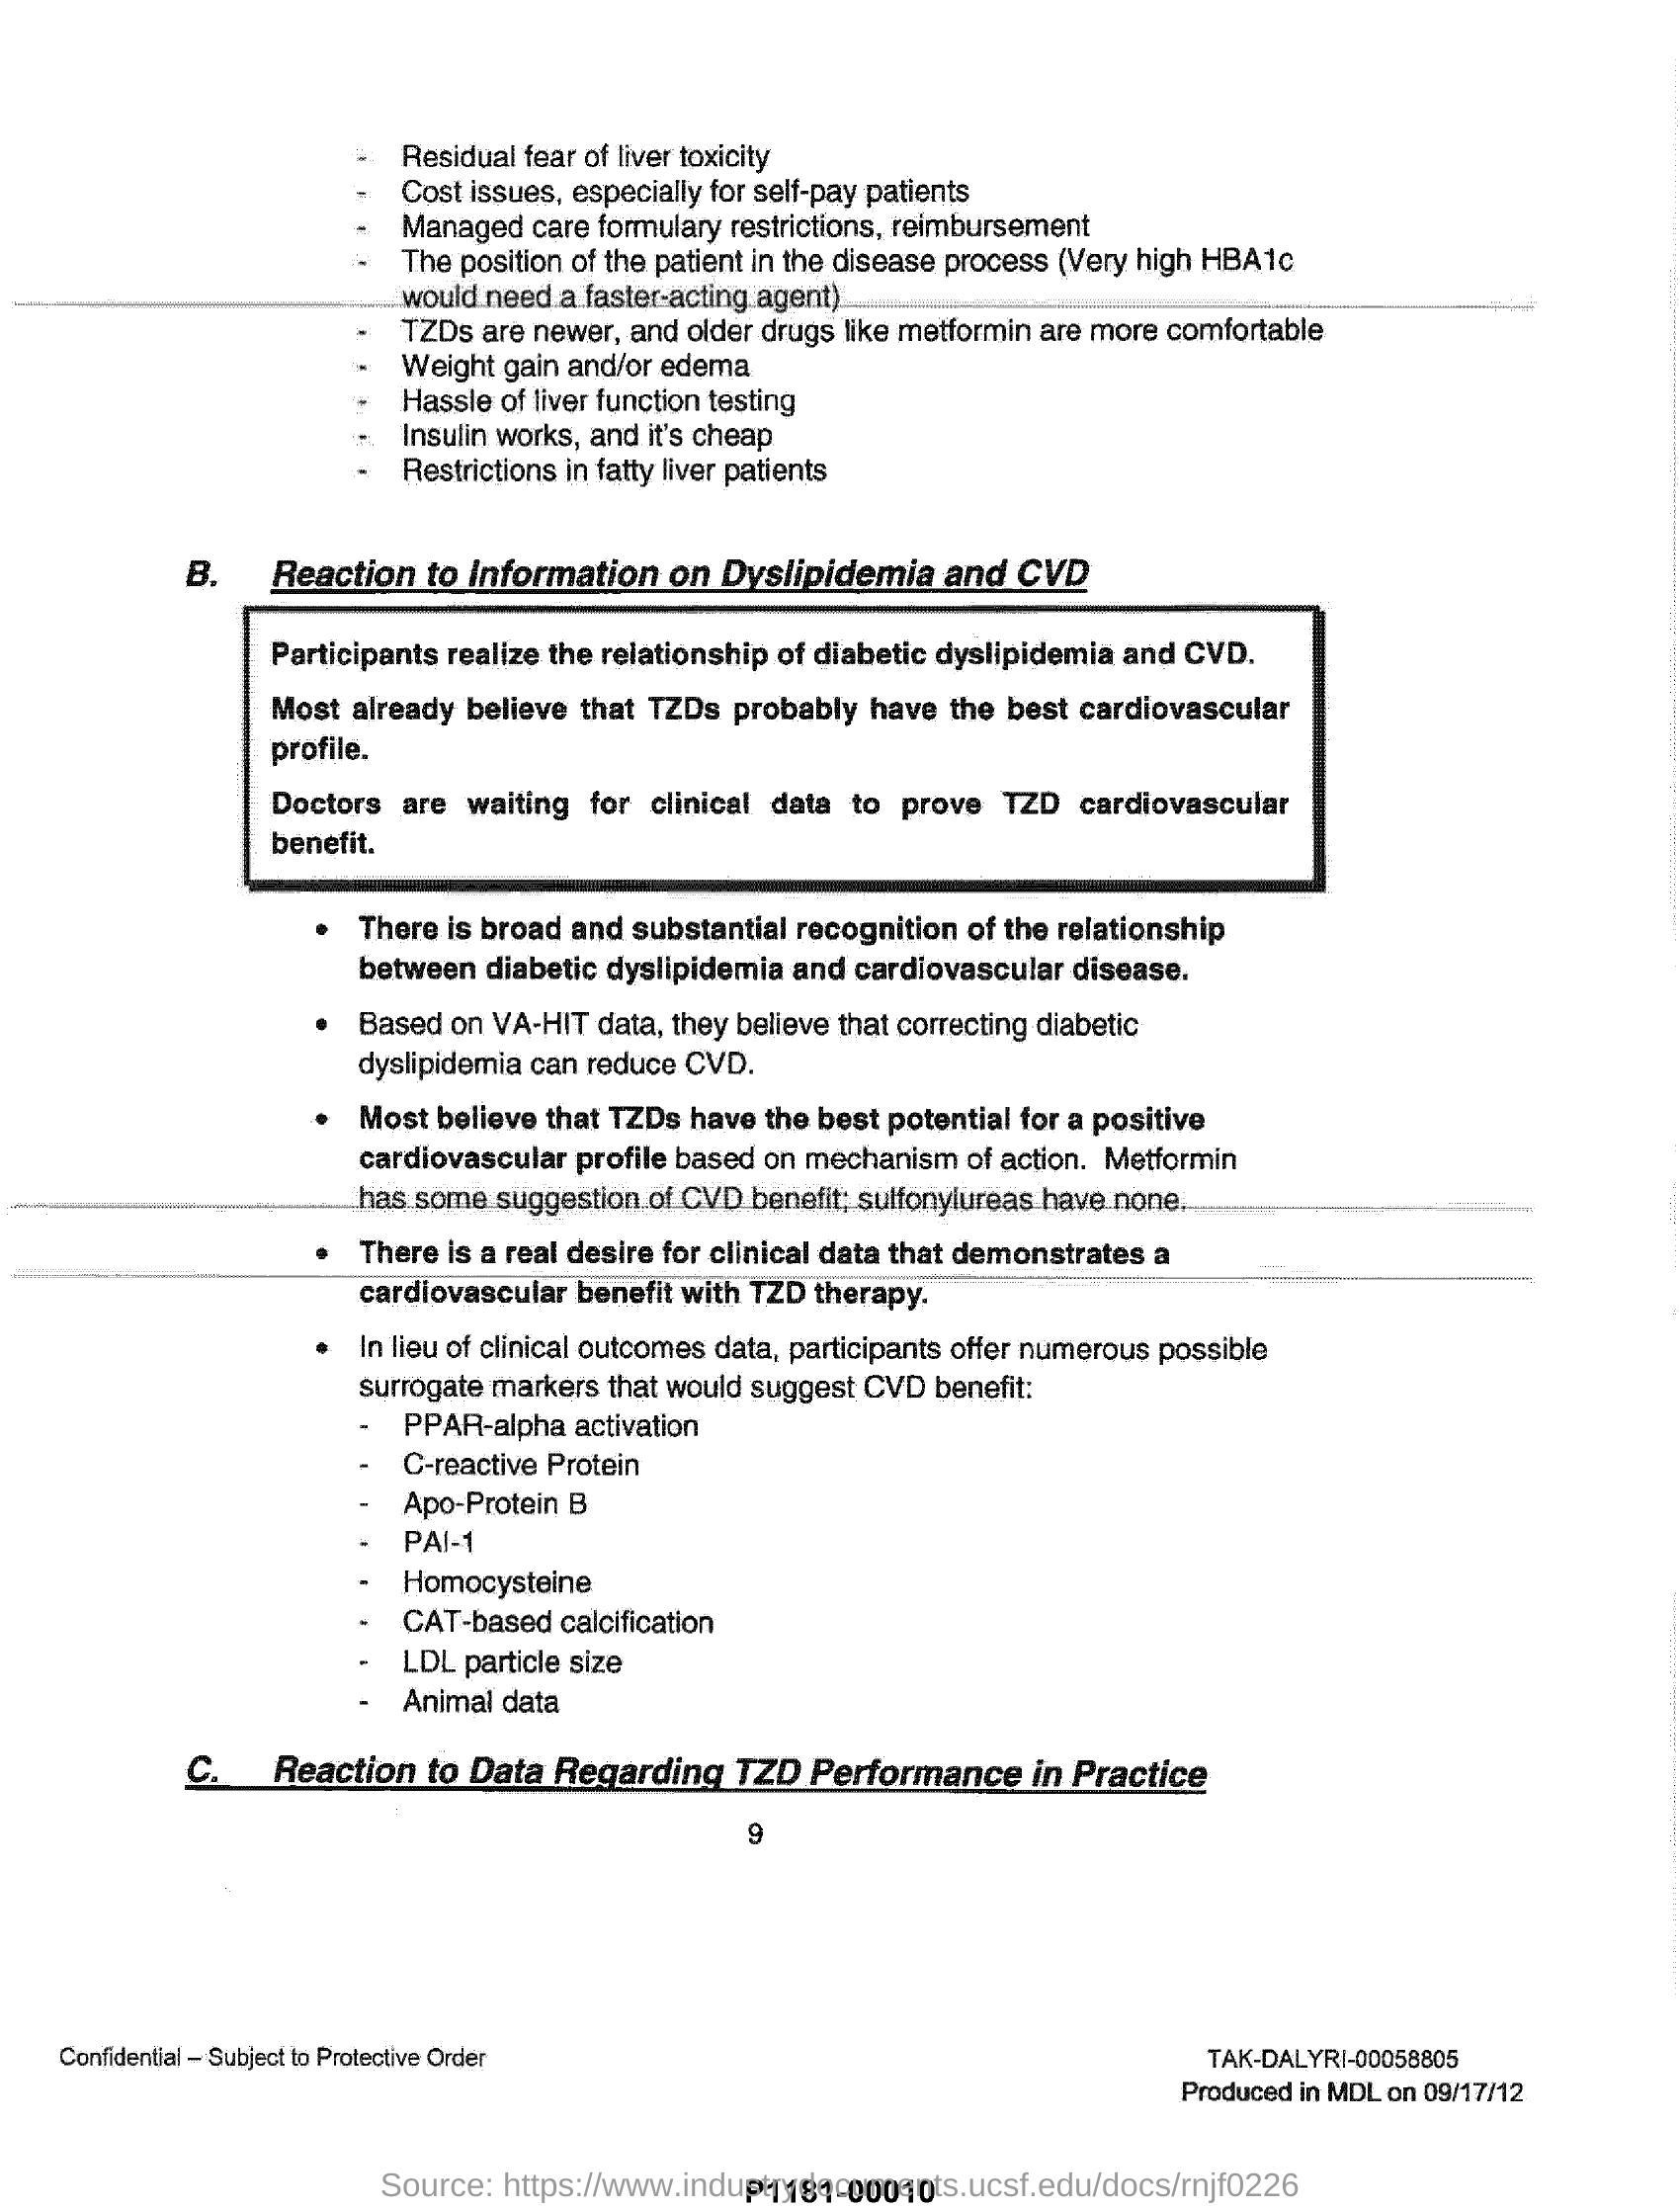 - Residual fear of liver toxicity
- Cost issues, especially for self-pay patients
- Managed care formulary restrictions, reimbursement
- The position of the patient in the disease process (Very high HBA1c
would need a faster-acting agent)
- TZDs are newer, and older drugs like metformin are more comfortable
- Weight gain and/or edema
- Hassle of liver function testing
- Insulin works, and it's cheap
- Restrictions in fatty liver patients
B. Reaction to Information on Dyslipidemia and CVD
Participants realize the relationship of diabetic dyslipidemia and CVD.
Most already believe that TZDs probably have the best cardiovascular
profile.
Doctors are waiting for clinical data to prove TZD cardiovascular
benefit.
• There is broad and substantial recognition of the relationship
between diabetic dyslipidemia and cardiovascular disease.
• Based on VA-HIT data, they believe that correcting diabetic
dyslipidemia can reduce CVD.
• Most believe that TZDs have the best potential for a positive
cardiovascular profile based on mechanism of action. Metformin
has some suggestion of CVD benefit; sulfonylureas have none.
• There is a real desire for clinical data that demonstrates a
cardiovascular benefit with TZD therapy.
• In lieu of clinical outcomes data, participants offer numerous possible
surrogate markers that would suggest CVD benefit:
- PPAR-alpha activation
- C-reactive Protein
- Apo-Protein B
- PAI-1
- Homocysteine
- CAT-based calcification
- LDL particle size
- Animal data
C. Reaction to Data Regarding TZD Performance in Practice
9
Confidential – Subject to Protective Order
TAK-DALYRI-00058805
Produced in MDL on 09/17/12
Source: https://www.industrydocuments.ucsf.edu/docs/rnjf0226
P1181-00010